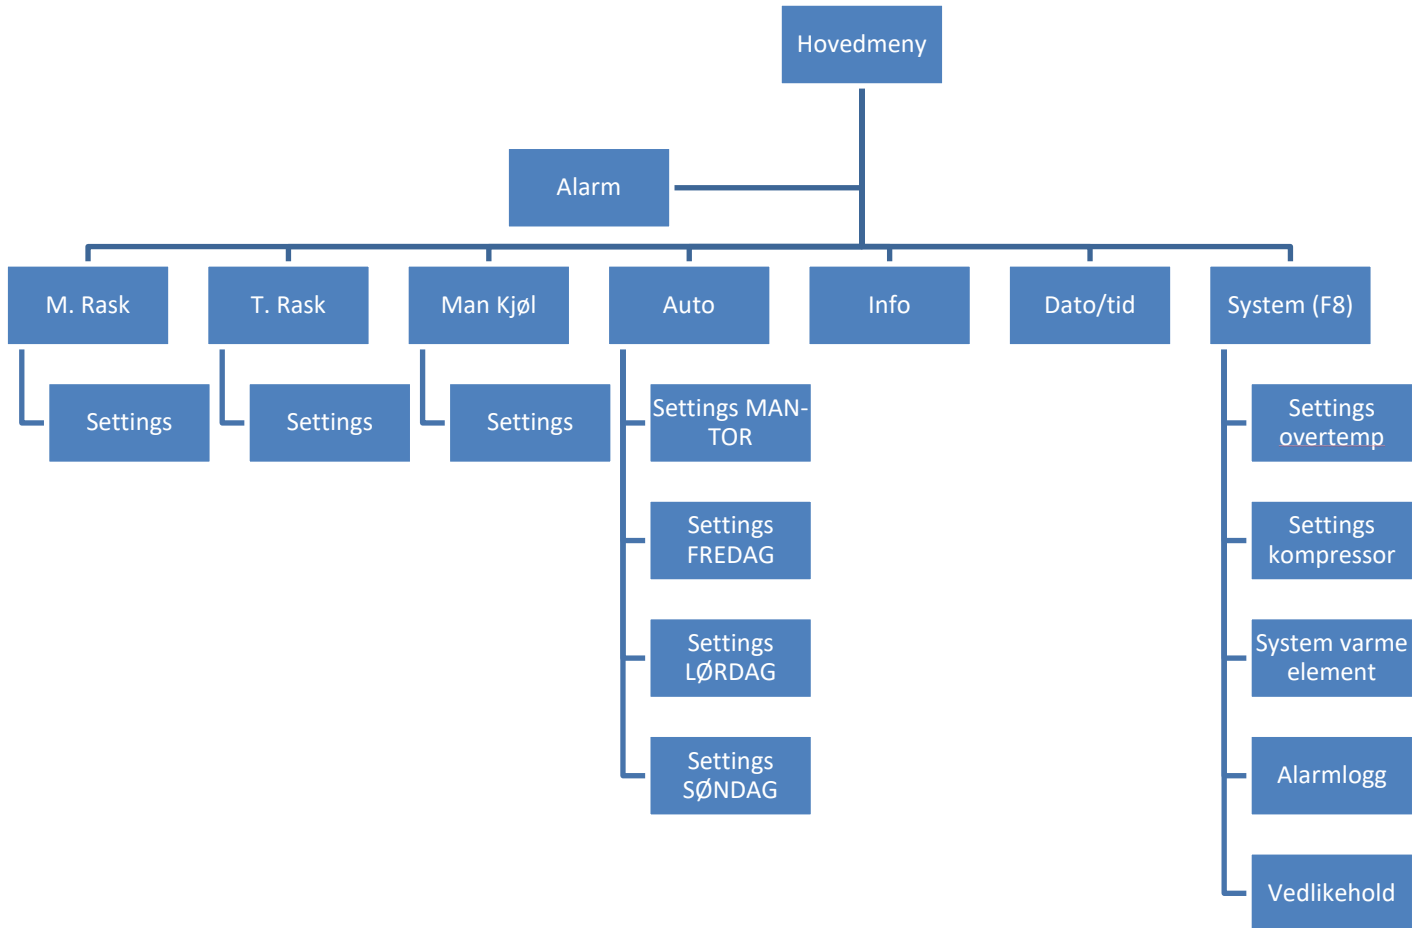 Hovedmeny
Alarm
M. Rask
T. Rask
Man Kjøl
Auto
Info
Dato/tid
System (F8)
Settings
Settings
Settings
Settings MAN-
TOR
Settings
FREDAG
Settings
LØRDAG
Settings
SØNDAG
Settings
overtemp
Settings
kompressor
System varme
element
Alarmlogg
Vedlikehold